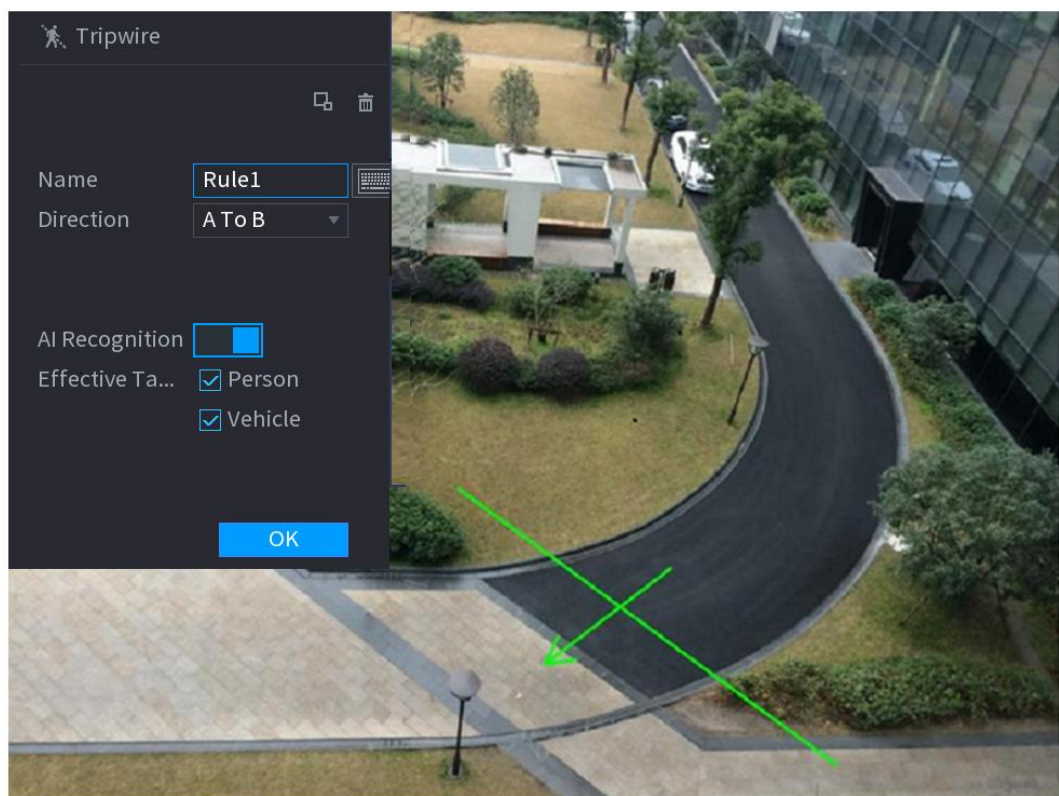 Tripwire
Name Rule1
Direction A To B
AI Recognition
Effective Ta...
Person
Vehicle
OK